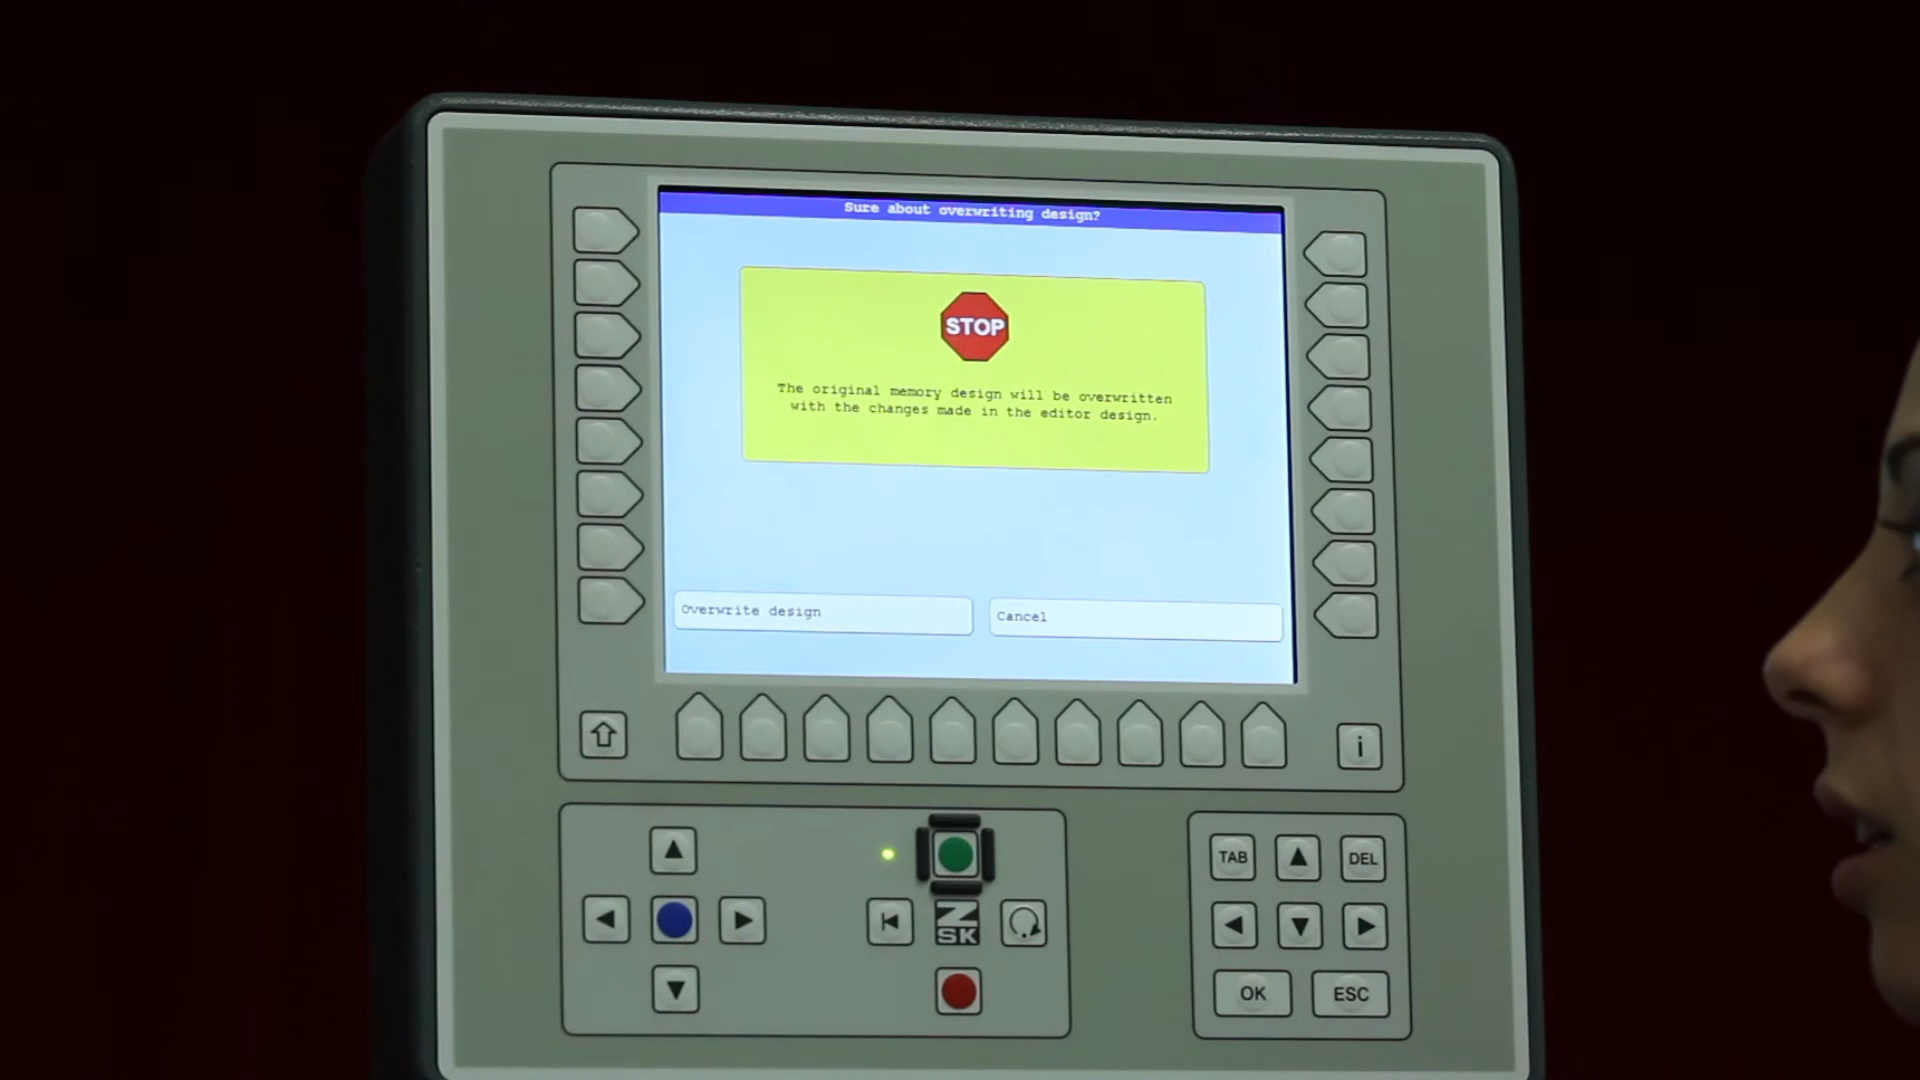 Sure about overwriting design?
STOP
The original memory design will be overwritten
with the changes made in the editor design.
Overwrite design
Cancel
i
TAB
DEL
ZSK
OK
ESC